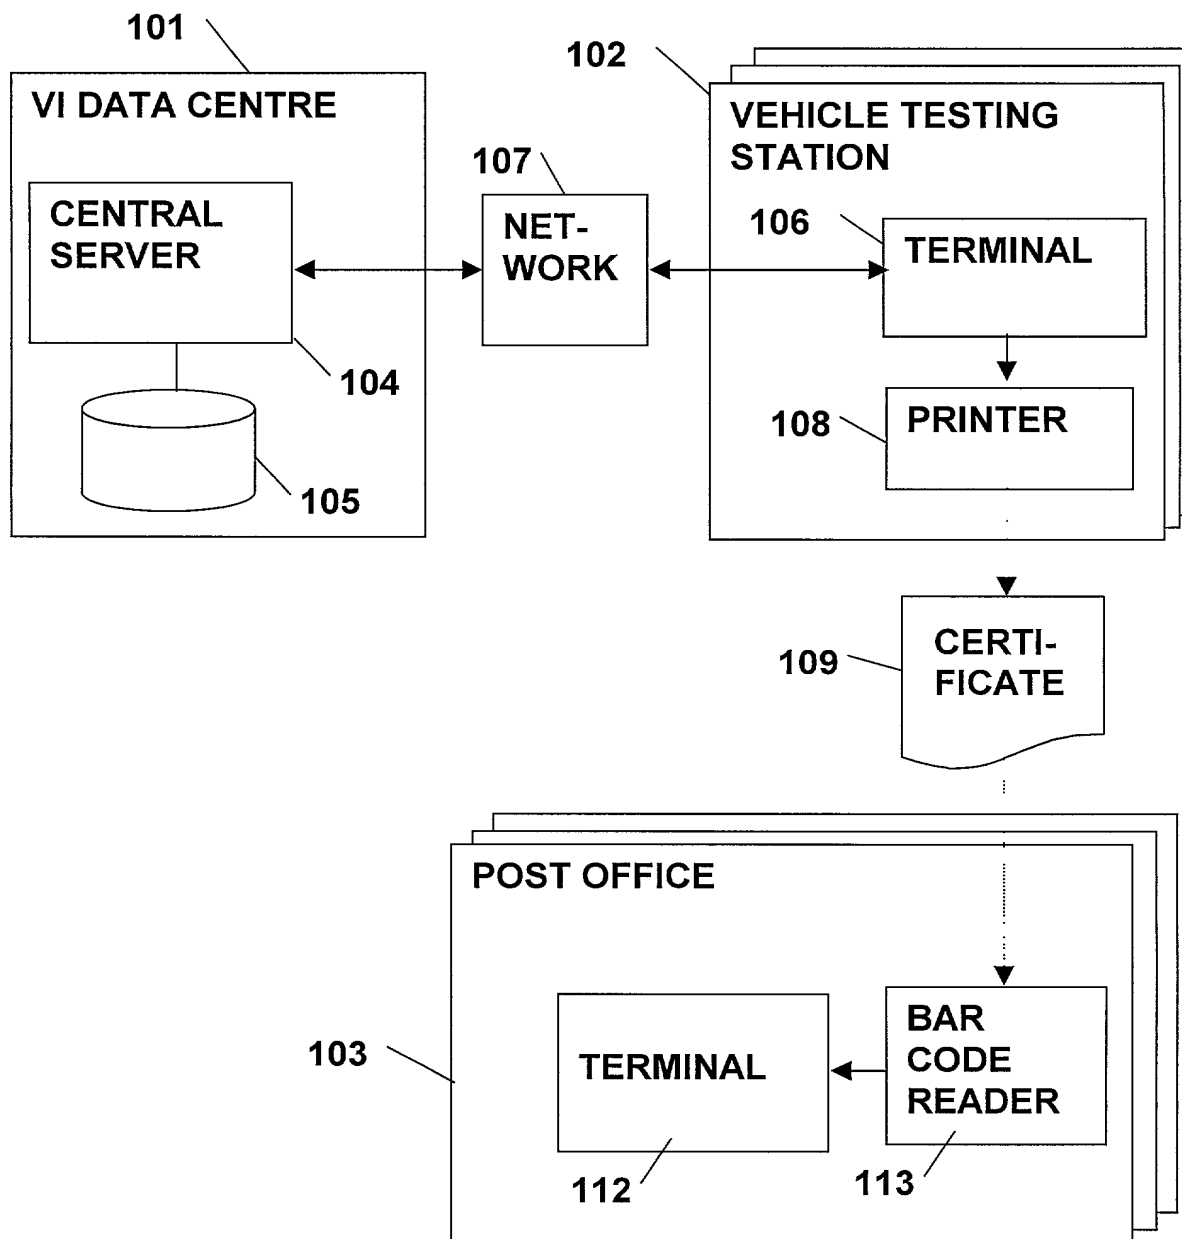 101
VI DATA CENTRE
CENTRAL
SERVER
104
105
107
NET-
WORK
102
VEHICLE TESTING
STATION
106
TERMINAL
108
PRINTER
109
CERTI-
FICATE
POST OFFICE
103
TERMINAL
112
BAR
CODE
READER
113